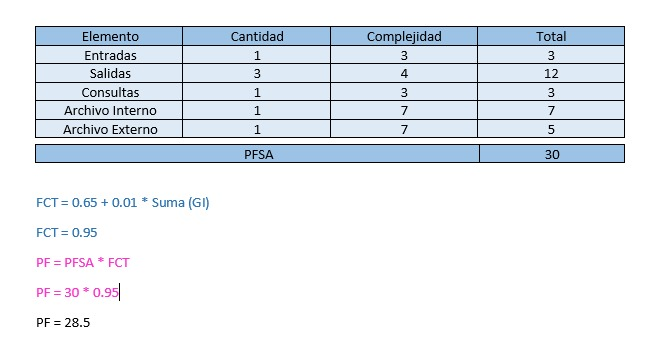 Elemento Cantidad Complejidad Total
Entradas 1 3 3
Salidas 3 4 12
Consultas 1 3 3
Archivo Interno 1 7 7
Archivo Externo 1 7 5
PFSA 30
FCT = 0.65 + 0.01 * Suma (GI)
FCT = 0.95
PF = PFSA * FCT
PF = 30 * 0.95
PF = 28.5